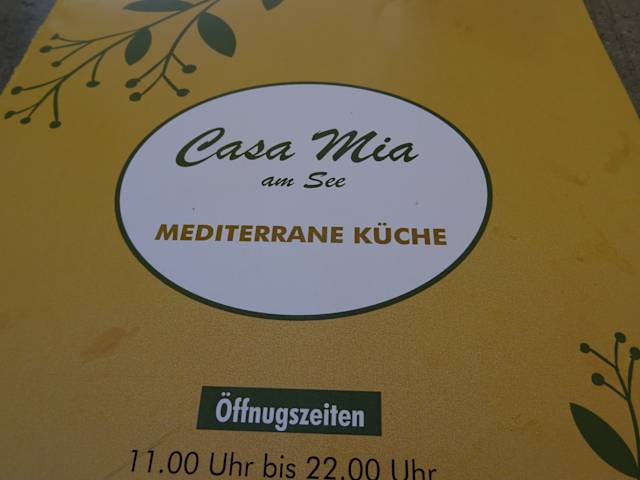 Casa Mia
am See
MEDITERRANE KÜCHE
Öffnugszeiten
11.00 Uhr bis 22.00 Uhr